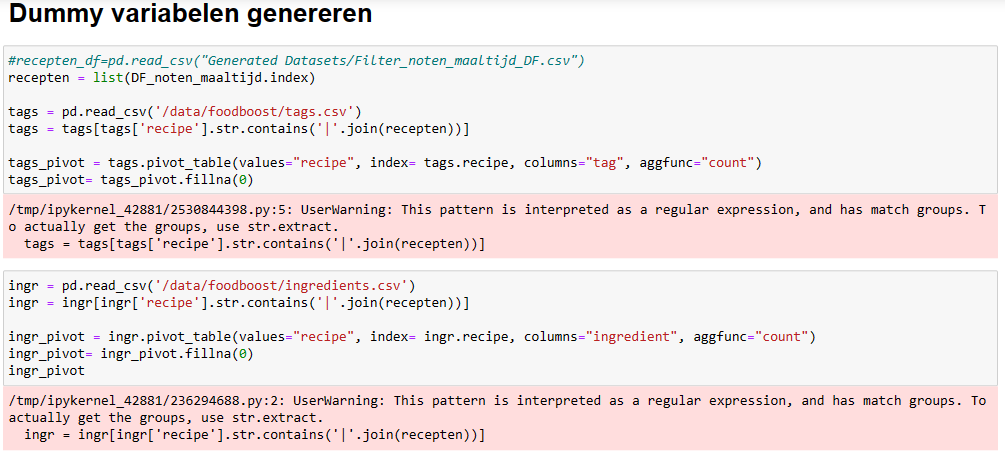 Dummy variabelen genereren
#recepten_df=pd.read_csv("Generated Datasets/Filter_noten_maaltijd_DF.csv")
recepten = list(DF_noten_maaltijd.index)
tags = pd.read_csv('/data/foodboost/tags.csv')
tags = tags[tags['recipe'].str.contains('|'.join(recepten))]
tags_pivot = tags.pivot_table(values="recipe", index= tags.recipe, columns="tag", aggfunc="count")
tags_pivot= tags_pivot.fillna(0)
/tmp/ipykernel_42881/2530844398.py:5: UserWarning: This pattern is interpreted as a regular expression, and has match groups. T
o actually get the groups, use str.extract.
  tags = tags[tags['recipe'].str.contains('|'.join(recepten))]
ingr = pd.read_csv('/data/foodboost/ingredients.csv')
ingr = ingr[ingr['recipe'].str.contains('|'.join(recepten))]
ingr_pivot = ingr.pivot_table(values="recipe", index= ingr.recipe, columns="ingredient", aggfunc="count")
ingr_pivot= ingr_pivot.fillna(0)
ingr_pivot
/tmp/ipykernel_42881/236294688.py:2: UserWarning: This pattern is interpreted as a regular expression, and has match groups. To
actually get the groups, use str.extract.
  ingr = ingr[ingr['recipe'].str.contains('|'.join(recepten))]